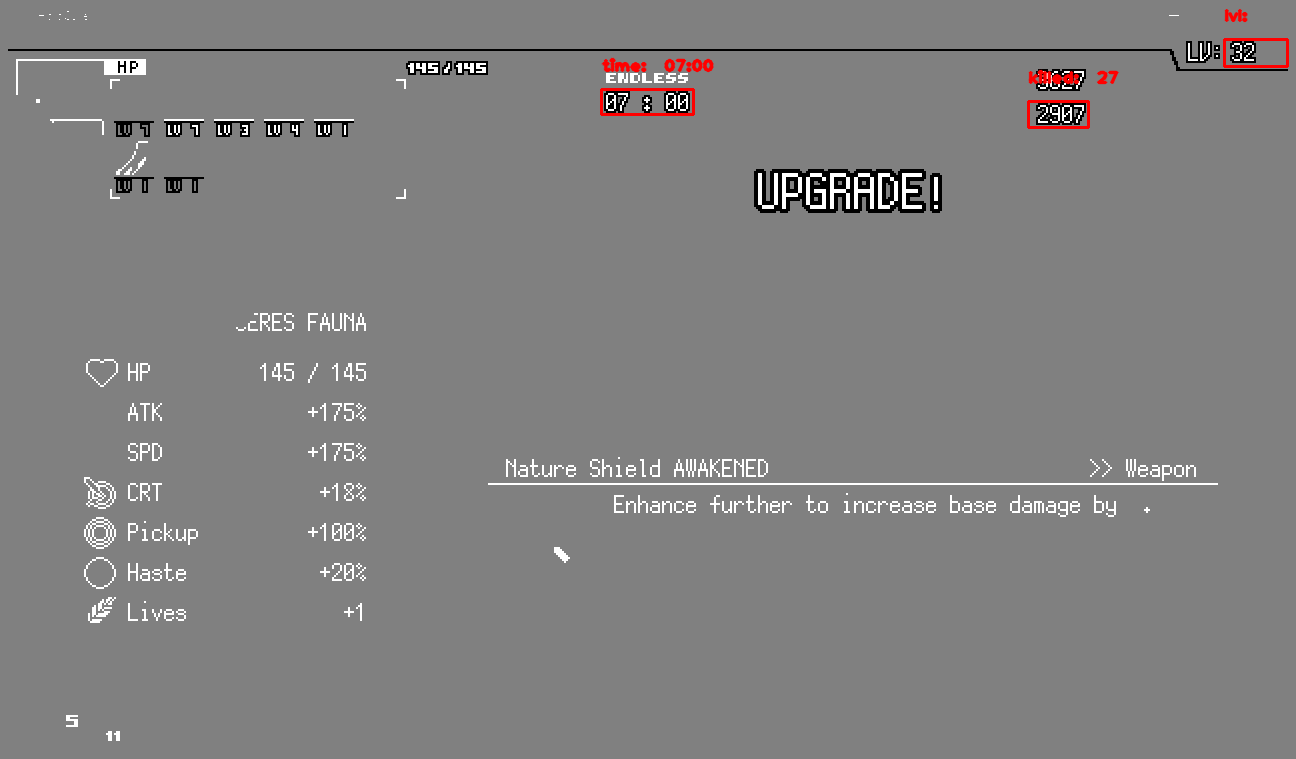 lvl:
LV: 32
HP
145/145
time: 07:00
ENDLESS
07 : 00
killed: 27
2907
LV 7 LV 7 LV 3 LV 4 LV 1
LV 1 LV 1
UPGRADE!
CERES FAUNA
HP 145 / 145
ATK +175%
SPD +175%
CRT +18%
Pickup +100%
Haste +20%
Lives +1
Nature Shield AWAKENED >> Weapon
Enhance further to increase base damage by .
5
11